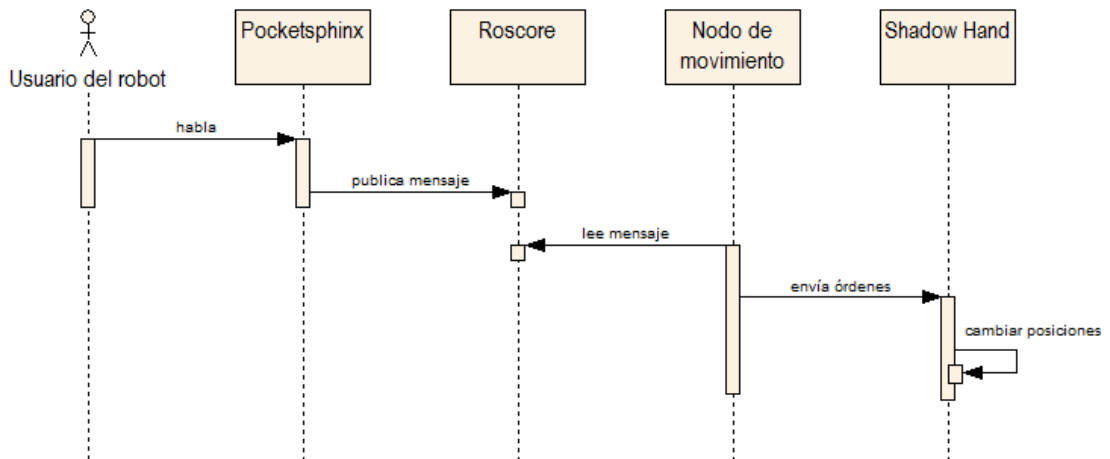 Usuario del robot
Pocketsphinx
Roscore
Nodo de
movimiento
Shadow Hand
habla
publica mensaje
lee mensaje
envía órdenes
cambiar posiciones